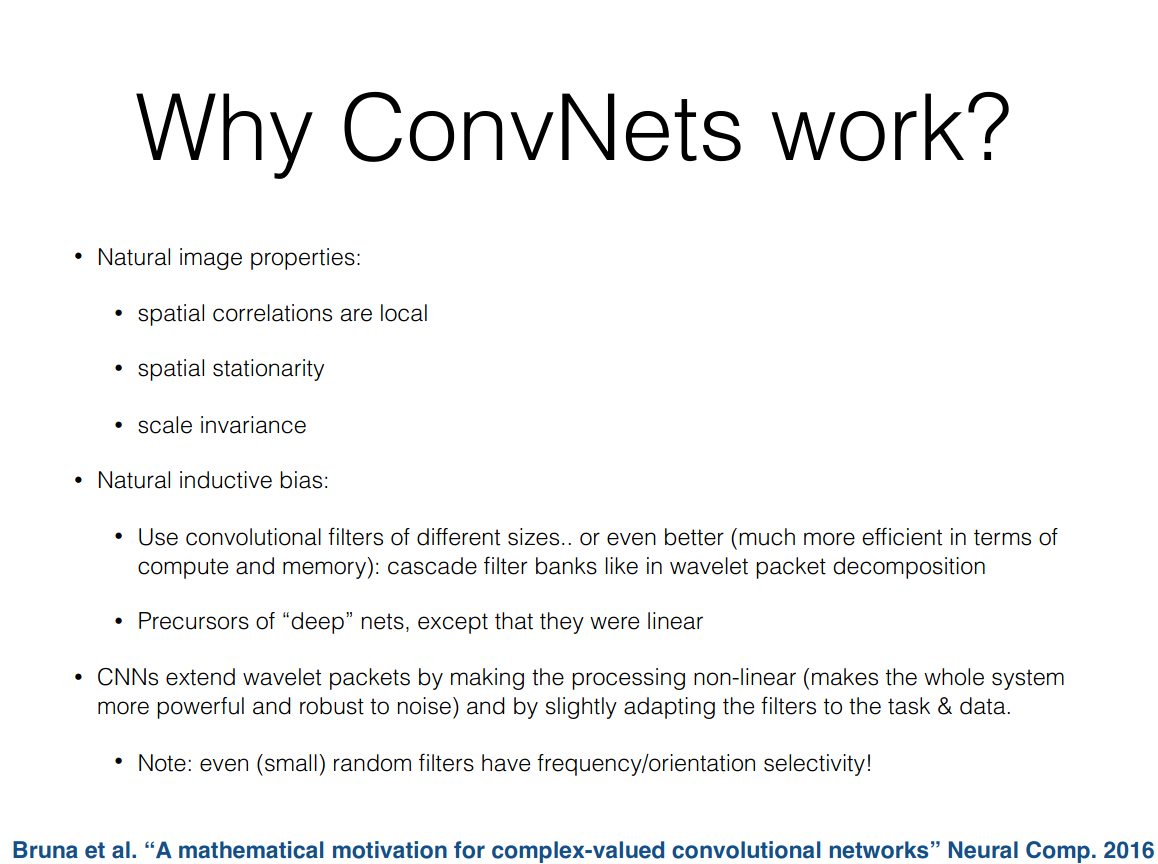 Why ConvNets work?
• Natural image properties:
• spatial correlations are local
• spatial stationarity
• scale invariance
• Natural inductive bias:
• Use convolutional filters of different sizes.. or even better (much more efficient in terms of
compute and memory): cascade filter banks like in wavelet packet decomposition
• Precursors of “deep” nets, except that they were linear
• CNNs extend wavelet packets by making the processing non-linear (makes the whole system
more powerful and robust to noise) and by slightly adapting the filters to the task & data.
• Note: even (small) random filters have frequency/orientation selectivity!
Bruna et al. “A mathematical motivation for complex-valued convolutional networks” Neural Comp. 2016